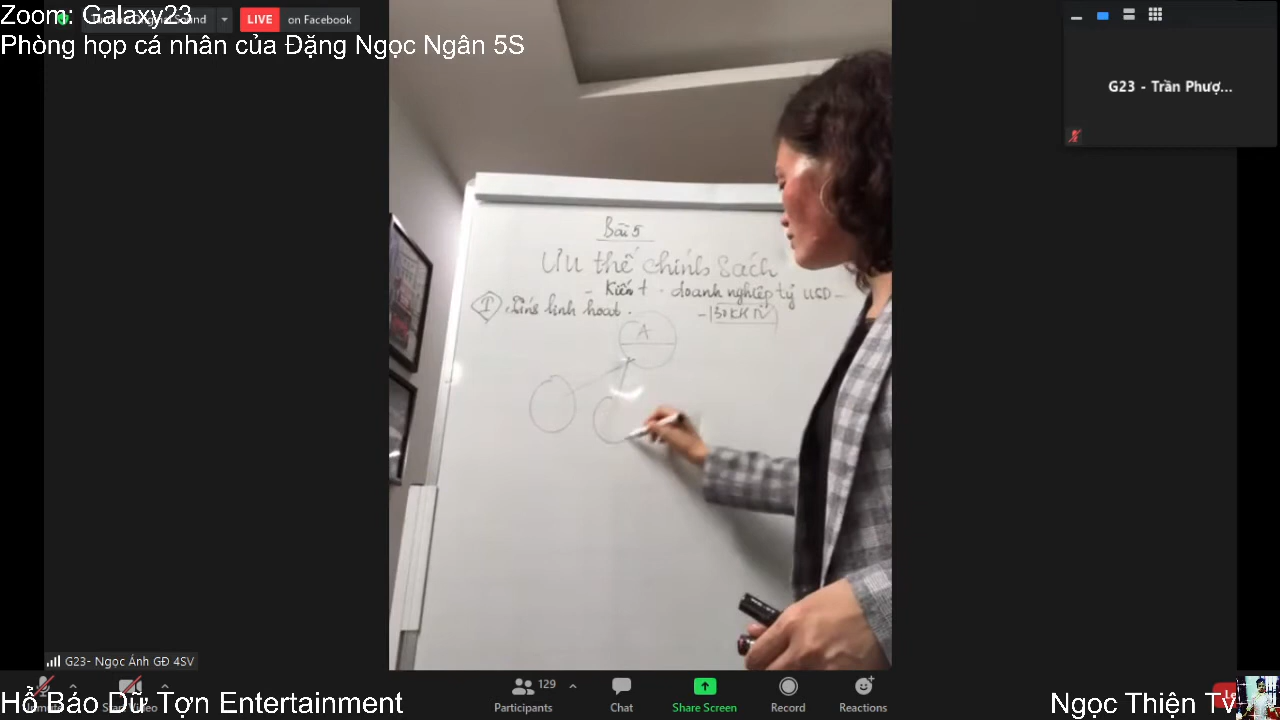 Zoom: Galaxy23
Sound
LIVE on Facebook
Phòng họp cá nhân của Đặng Ngọc Ngân 5S
G23 - Trần Phượ...
Bài 5
Ưu thế chính sách
- Kiến t - doanh nghiệp tỷ USD -
I. Tính linh hoạt.
A
G23- Ngọc Ánh GĐ 4SV
Hổ Báo Dữ Tợn Entertainment
129
Participants
Chat
Share Screen
Record
Reactions
Ngọc Thiện Tv